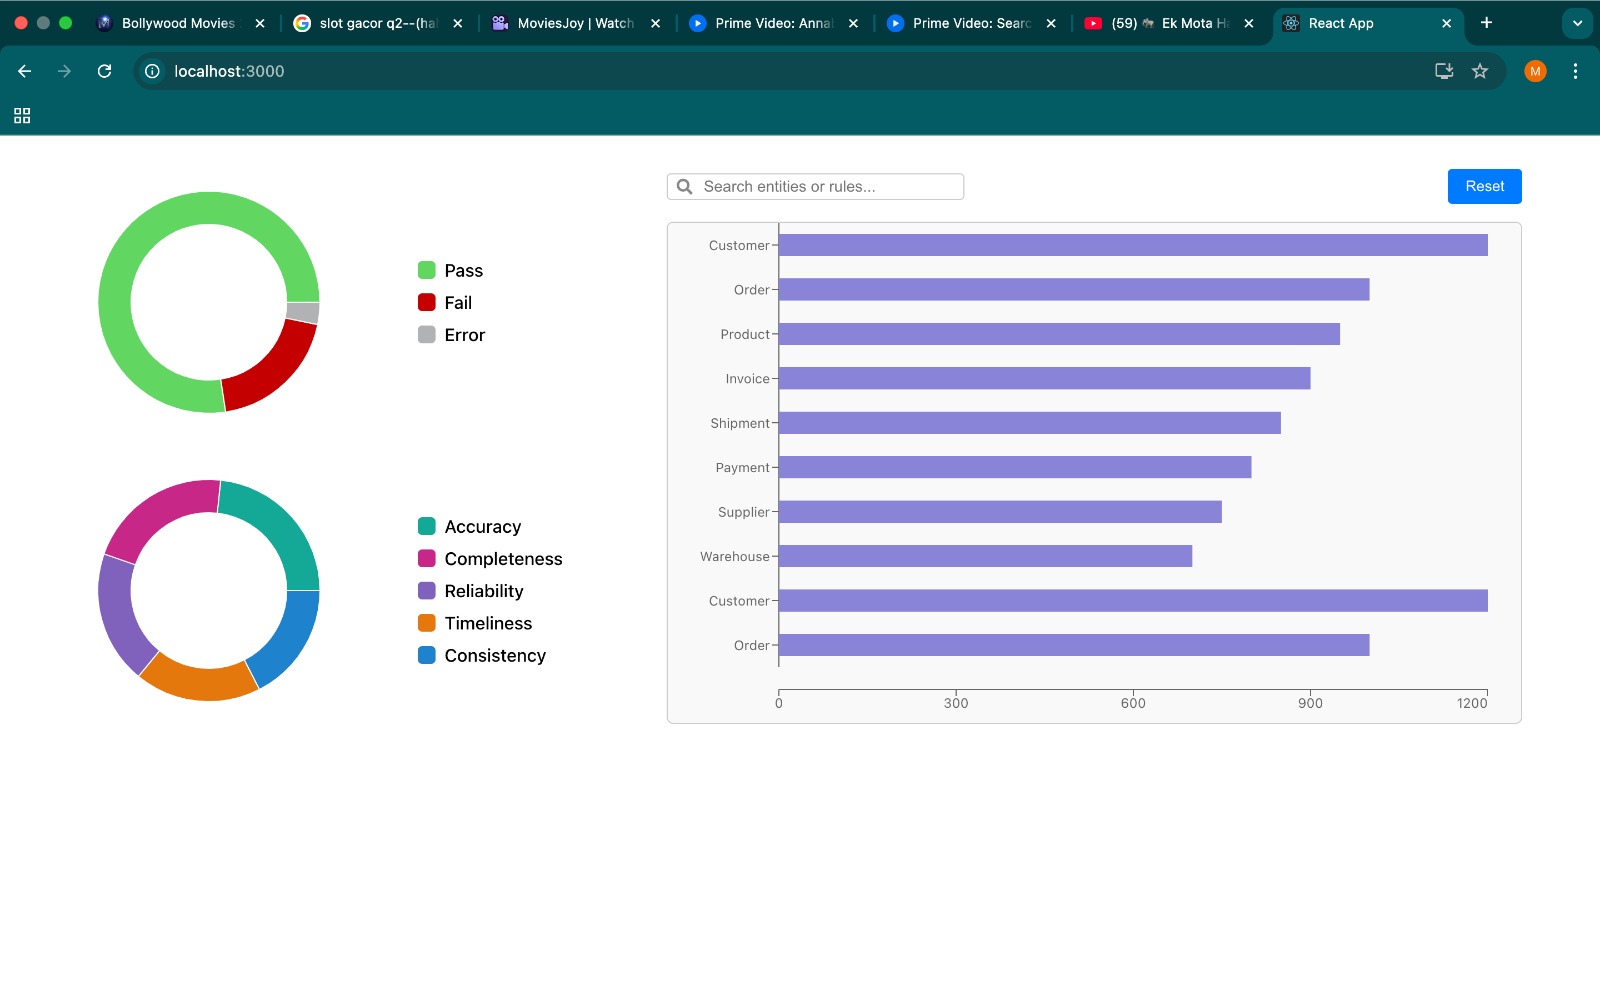 Bollywood Movies
slot gacor q2--(ha
MoviesJoy | Watch
Prime Video: Anna
Prime Video: Sear
(59) Ek Mota H
React App
localhost:3000
M
Search entities or rules...
Reset
Pass
Fail
Error
Accuracy
Completeness
Reliability
Timeliness
Consistency
Customer
Order
Product
Invoice
Shipment
Payment
Supplier
Warehouse
Customer
Order
0 300 600 900 1200